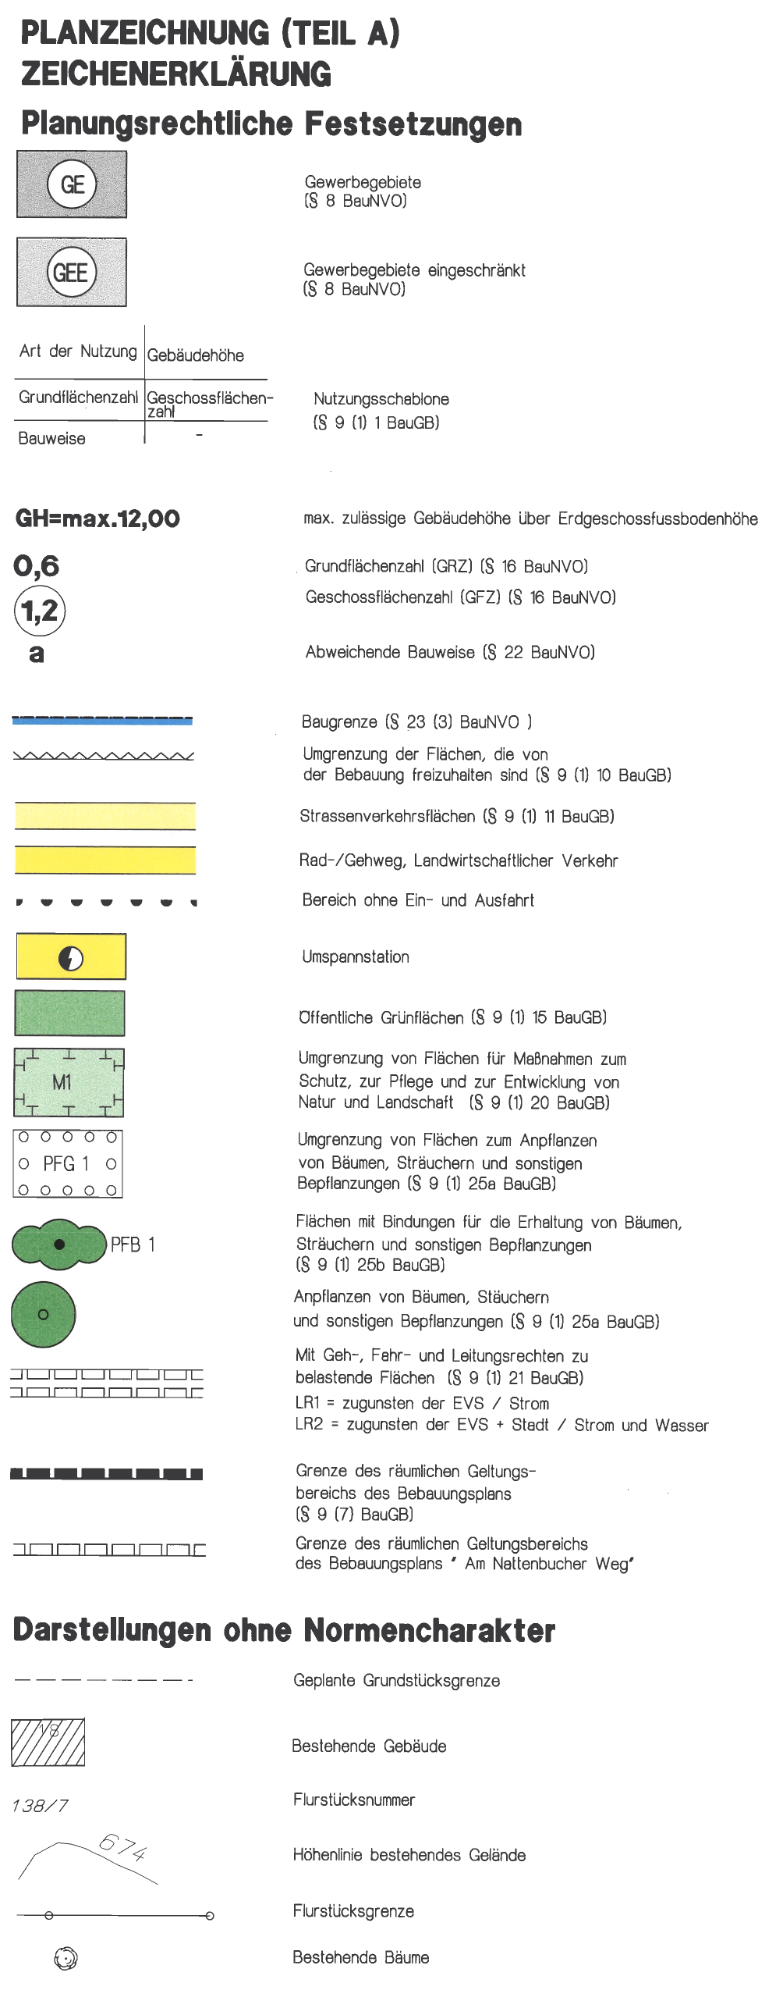 PLANZEICHNUNG (TEIL A)
ZEICHENERKLÄRUNG
Planungsrechtliche Festsetzungen
GE
Gewerbegebiete
(§ 8 BauNVO)
GEE
Gewerbegebiete eingeschränkt
(§ 8 BauNVO)
Art der Nutzung Gebäudehöhe
Grundflächenzahl Geschossflächen-
zahl
Bauweise -
Nutzungsschablone
(§ 9 (1) 1 BauGB)
GH=max.12,00 max. zulässige Gebäudehöhe über Erdgeschossfussbodenhöhe
0,6 Grundflächenzahl (GRZ) (§ 16 BauNVO)
1,2 Geschossflächenzahl (GFZ) (§ 16 BauNVO)
a Abweichende Bauweise (§ 22 BauNVO)
Baugrenze (§ 23 (3) BauNVO )
Umgrenzung der Flächen, die von
der Bebauung freizuhalten sind (§ 9 (1) 10 BauGB)
Strassenverkehrsflächen (§ 9 (1) 11 BauGB)
Rad-/Gehweg, Landwirtschaftlicher Verkehr
Bereich ohne Ein- und Ausfahrt
Umspannstation
Öffentliche Grünflächen (§ 9 (1) 15 BauGB)
M1
Umgrenzung von Flächen für Maßnahmen zum
Schutz, zur Pflege und zur Entwicklung von
Natur und Landschaft (§ 9 (1) 20 BauGB)
PFG 1
Umgrenzung von Flächen zum Anpflanzen
von Bäumen, Sträuchern und sonstigen
Bepflanzungen (§ 9 (1) 25a BauGB)
PFB 1
Flächen mit Bindungen für die Erhaltung von Bäumen,
Sträuchern und sonstigen Bepflanzungen
(§ 9 (1) 25b BauGB)
Anpflanzen von Bäumen, Stäuchern
und sonstigen Bepflanzungen (§ 9 (1) 25a BauGB)
Mit Geh-, Fahr- und Leitungsrechten zu
belastende Flächen (§ 9 (1) 21 BauGB)
LR1 = zugunsten der EVS / Strom
LR2 = zugunsten der EVS + Stadt / Strom und Wasser
Grenze des räumlichen Geltungs-
bereichs des Bebauungsplans
(§ 9 (7) BauGB)
Grenze des räumlichen Geltungsbereichs
des Bebauungsplans " Am Nattenbucher Weg"
Darstellungen ohne Normencharakter
Geplante Grundstücksgrenze
18
Bestehende Gebäude
138/7 Flurstücksnummer
674
Höhenlinie bestehendes Gelände
Flurstücksgrenze
Bestehende Bäume